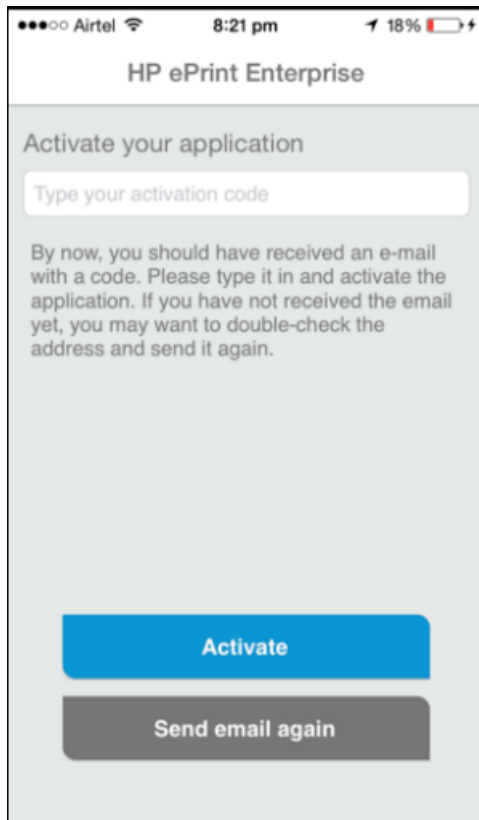 Airtel 8:21 pm 18%
HP ePrint Enterprise
Activate your application
Type your activation code
By now, you should have received an e-mail
with a code. Please type it in and activate the
application. If you have not received the email
yet, you may want to double-check the
address and send it again.
Activate
Send email again